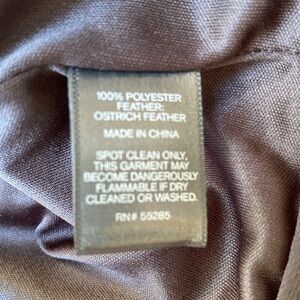 100% POLYESTER
FEATHER:
OSTRICH FEATHER
MADE IN CHINA
SPOT CLEAN ONLY,
THIS GARMENT MAY
BECOME DANGEROUSLY
FLAMMABLE IF DRY
CLEANED OR WASHED.
RN# 55285